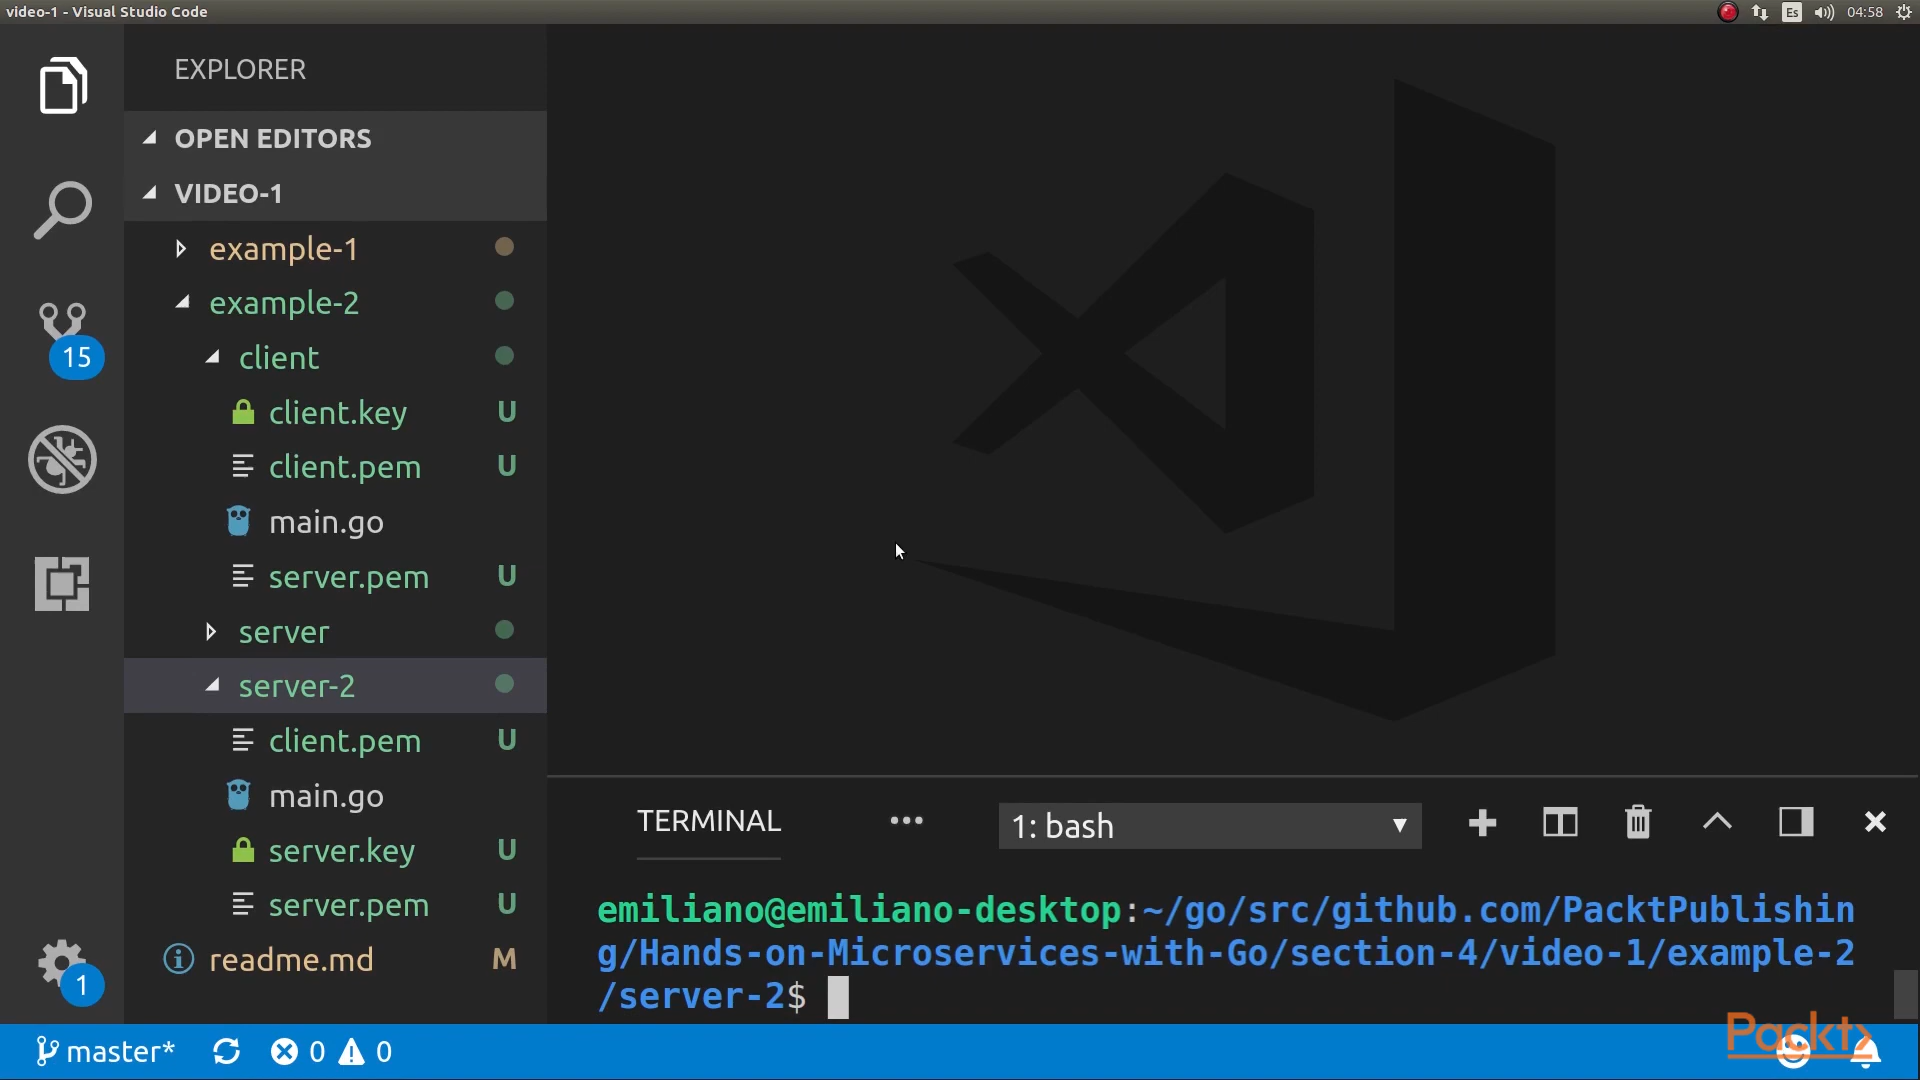 video-1 - Visual Studio Code
Es
04:58
EXPLORER
OPEN EDITORS
VIDEO-1
example-1
example-2
client
client.key U
client.pem U
main.go
server.pem U
server
server-2
client.pem U
main.go
server.key U
server.pem U
readme.md M
15
1
TERMINAL
1: bash
emiliano@emiliano-desktop:~/go/src/github.com/PacktPublishin
g/Hands-on-Microservices-with-Go/section-4/video-1/example-2
/server-2$
master* 0 0
Packt>